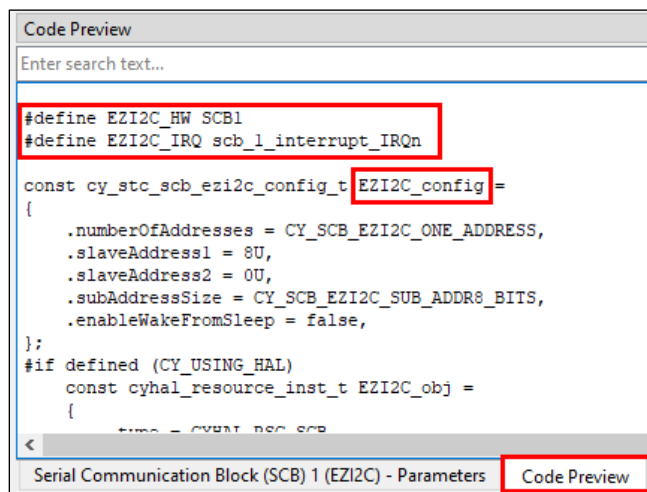 Code Preview
Enter search text...
#define EZI2C_HW SCB1
#define EZI2C_IRQ scb_1_interrupt_IRQn
const cy_stc_scb_ezi2c_config_t EZI2C_config =
{
    .numberOfAddresses = CY_SCB_EZI2C_ONE_ADDRESS,
    .slaveAddress1 = 8U,
    .slaveAddress2 = 0U,
    .subAddressSize = CY_SCB_EZI2C_SUB_ADDR8_BITS,
    .enableWakeFromSleep = false,
};
#if defined (CY_USING_HAL)
    const cyhal_resource_inst_t EZI2C_obj =
    {
        .type = CYHAL_RSC_SCB
Serial Communication Block (SCB) 1 (EZI2C) - Parameters Code Preview